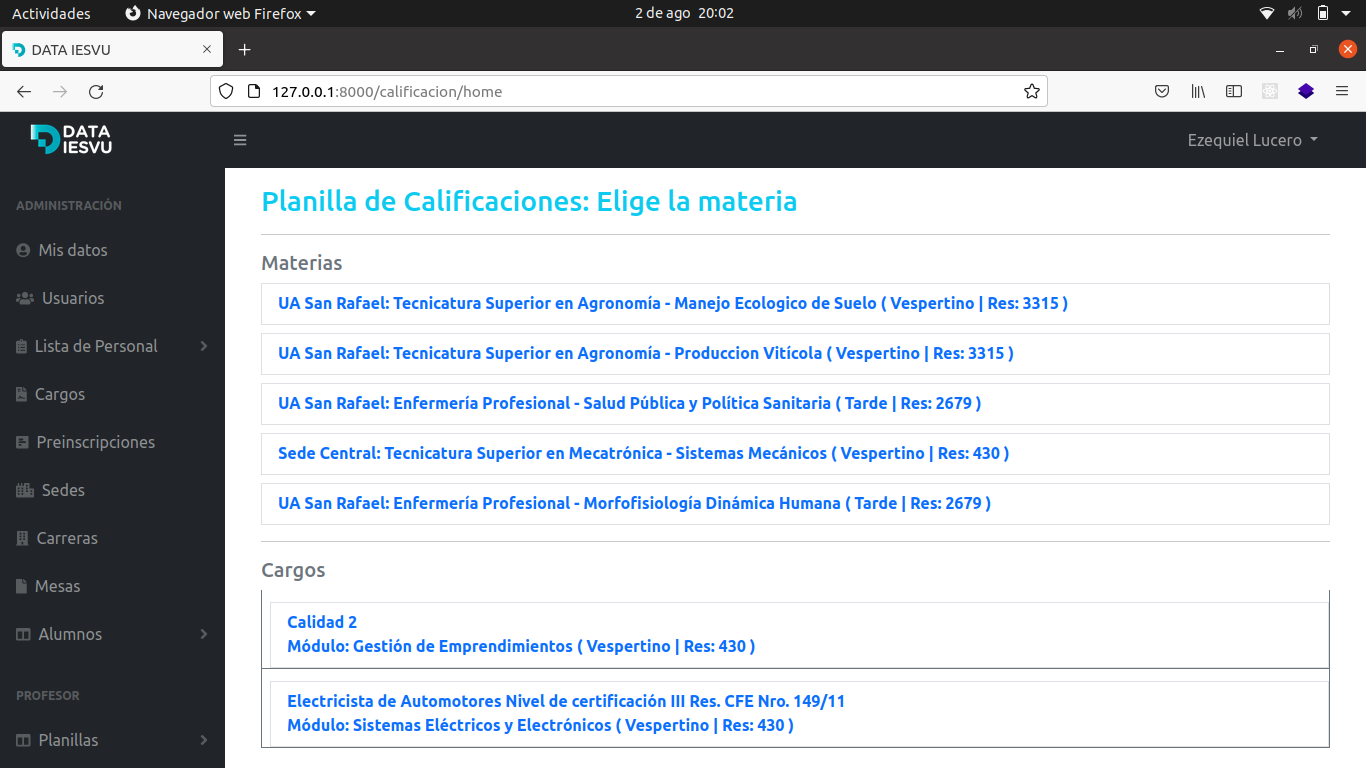 Actividades
Navegador web Firefox
2 de ago 20:02
DATA IESVU
127.0.0.1:8000/calificacion/home
DATA
IESVU
Ezequiel Lucero
ADMINISTRACIÓN
Mis datos
Usuarios
Lista de Personal
Cargos
Preinscripciones
Sedes
Carreras
Mesas
Alumnos
PROFESOR
Planillas
Planilla de Calificaciones: Elige la materia
Materias
UA San Rafael: Tecnicatura Superior en Agronomía - Manejo Ecologico de Suelo ( Vespertino | Res: 3315 )
UA San Rafael: Tecnicatura Superior en Agronomía - Produccion Vitícola ( Vespertino | Res: 3315 )
UA San Rafael: Enfermería Profesional - Salud Pública y Política Sanitaria ( Tarde | Res: 2679 )
Sede Central: Tecnicatura Superior en Mecatrónica - Sistemas Mecánicos ( Vespertino | Res: 430 )
UA San Rafael: Enfermería Profesional - Morfofisiología Dinámica Humana ( Tarde | Res: 2679 )
Cargos
Calidad 2
Módulo: Gestión de Emprendimientos ( Vespertino | Res: 430 )
Electricista de Automotores Nivel de certificación III Res. CFE Nro. 149/11
Módulo: Sistemas Eléctricos y Electrónicos ( Vespertino | Res: 430 )